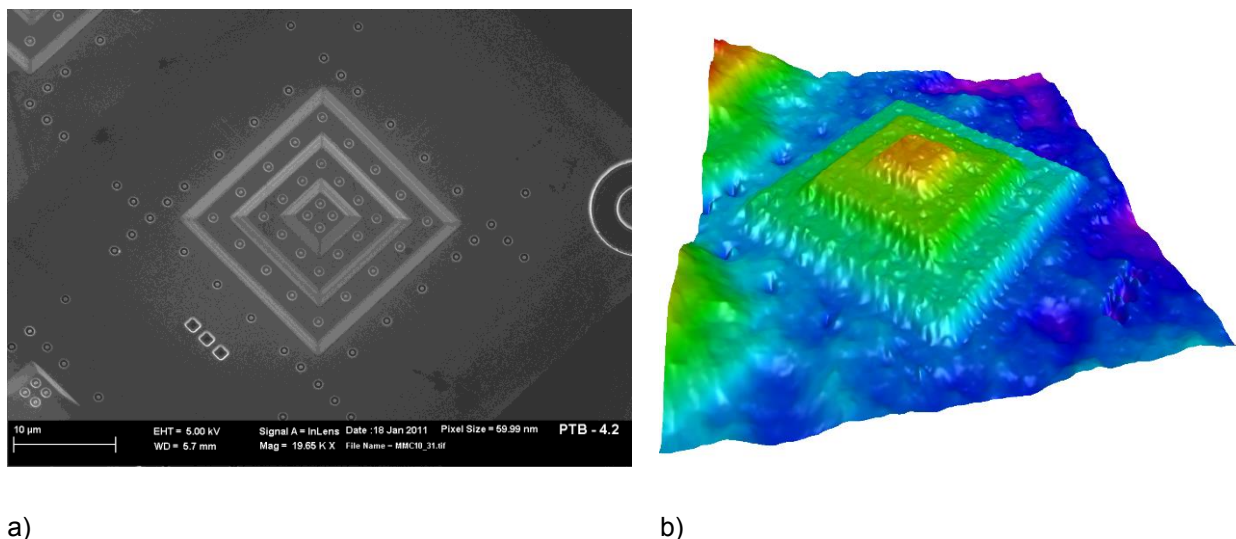 10 µm
EHT = 5.00 kV Signal A = InLens Date :18 Jan 2011 Pixel Size = 59.99 nm PTB - 4.2
WD = 5.7 mm Mag = 19.65 K X File Name – MMC10_31.tif
a) b)